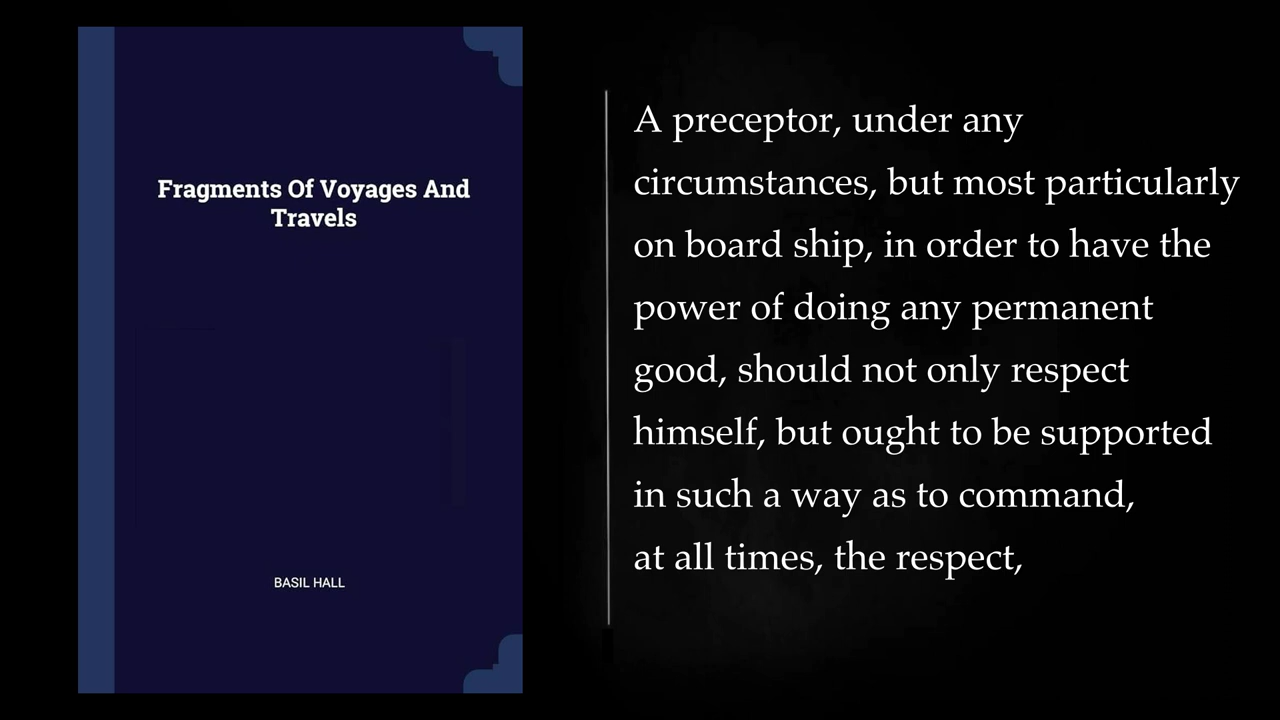 Fragments Of Voyages And
Travels
BASIL HALL
A preceptor, under any
circumstances, but most particularly
on board ship, in order to have the
power of doing any permanent
good, should not only respect
himself, but ought to be supported
in such a way as to command,
at all times, the respect,